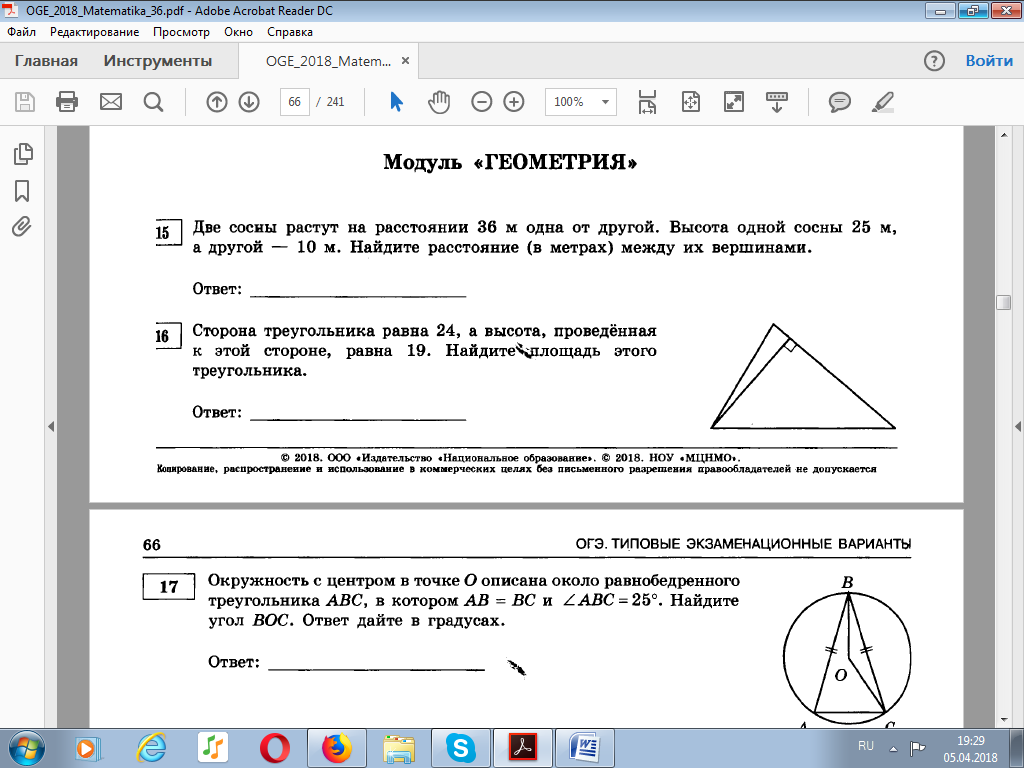 OGE_2018_Matematika_36.pdf - Adobe Acrobat Reader DC
Файл Редактирование Просмотр Окно Справка
Главная Инструменты OGE_2018_Matem... × ? Войти
66 / 241 100%
Модуль «ГЕОМЕТРИЯ»
15 Две сосны растут на расстоянии 36 м одна от другой. Высота одной сосны 25 м,
а другой — 10 м. Найдите расстояние (в метрах) между их вершинами.
Ответ:
16 Сторона треугольника равна 24, а высота, проведённая
к этой стороне, равна 19. Найдите площадь этого
треугольника.
Ответ:
© 2018. ООО «Издательство «Национальное образование». © 2018. НОУ «МЦНМО».
Копирование, распространение и использование в коммерческих целях без письменного разрешения правообладателей не допускается
66 ОГЭ. ТИПОВЫЕ ЭКЗАМЕНАЦИОННЫЕ ВАРИАНТЫ
17 Окружность с центром в точке O описана около равнобедренного
треугольника ABC, в котором AB = BC и ∠ABC = 25°. Найдите
угол BOC. Ответ дайте в градусах.
Ответ:
B
O
A C
RU 19:29
05.04.2018